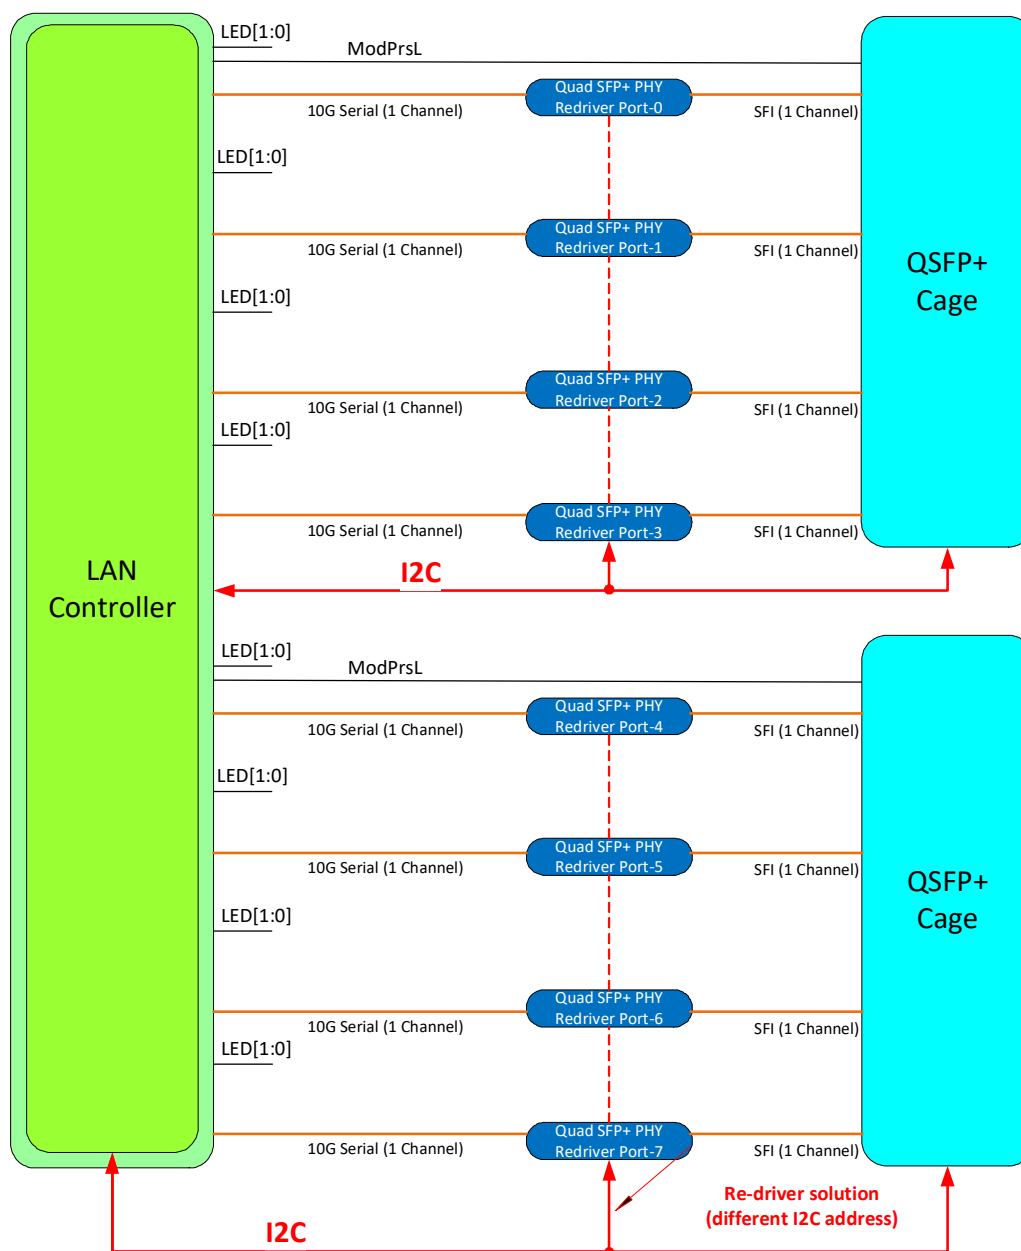 LED[1:0]
ModPrsL
Quad SFP+ PHY
Redriver Port-0
10G Serial (1 Channel)
SFI (1 Channel)
LED[1:0]
Quad SFP+ PHY
Redriver Port-1
10G Serial (1 Channel)
SFI (1 Channel)
QSFP+
Cage
LED[1:0]
Quad SFP+ PHY
Redriver Port-2
10G Serial (1 Channel)
SFI (1 Channel)
LED[1:0]
Quad SFP+ PHY
Redriver Port-3
10G Serial (1 Channel)
SFI (1 Channel)
I2C
LAN
Controller
LED[1:0]
ModPrsL
Quad SFP+ PHY
Redriver Port-4
10G Serial (1 Channel)
SFI (1 Channel)
LED[1:0]
Quad SFP+ PHY
Redriver Port-5
10G Serial (1 Channel)
SFI (1 Channel)
QSFP+
Cage
LED[1:0]
Quad SFP+ PHY
Redriver Port-6
10G Serial (1 Channel)
SFI (1 Channel)
LED[1:0]
Quad SFP+ PHY
Redriver Port-7
10G Serial (1 Channel)
SFI (1 Channel)
Re-driver solution
(different I2C address)
I2C